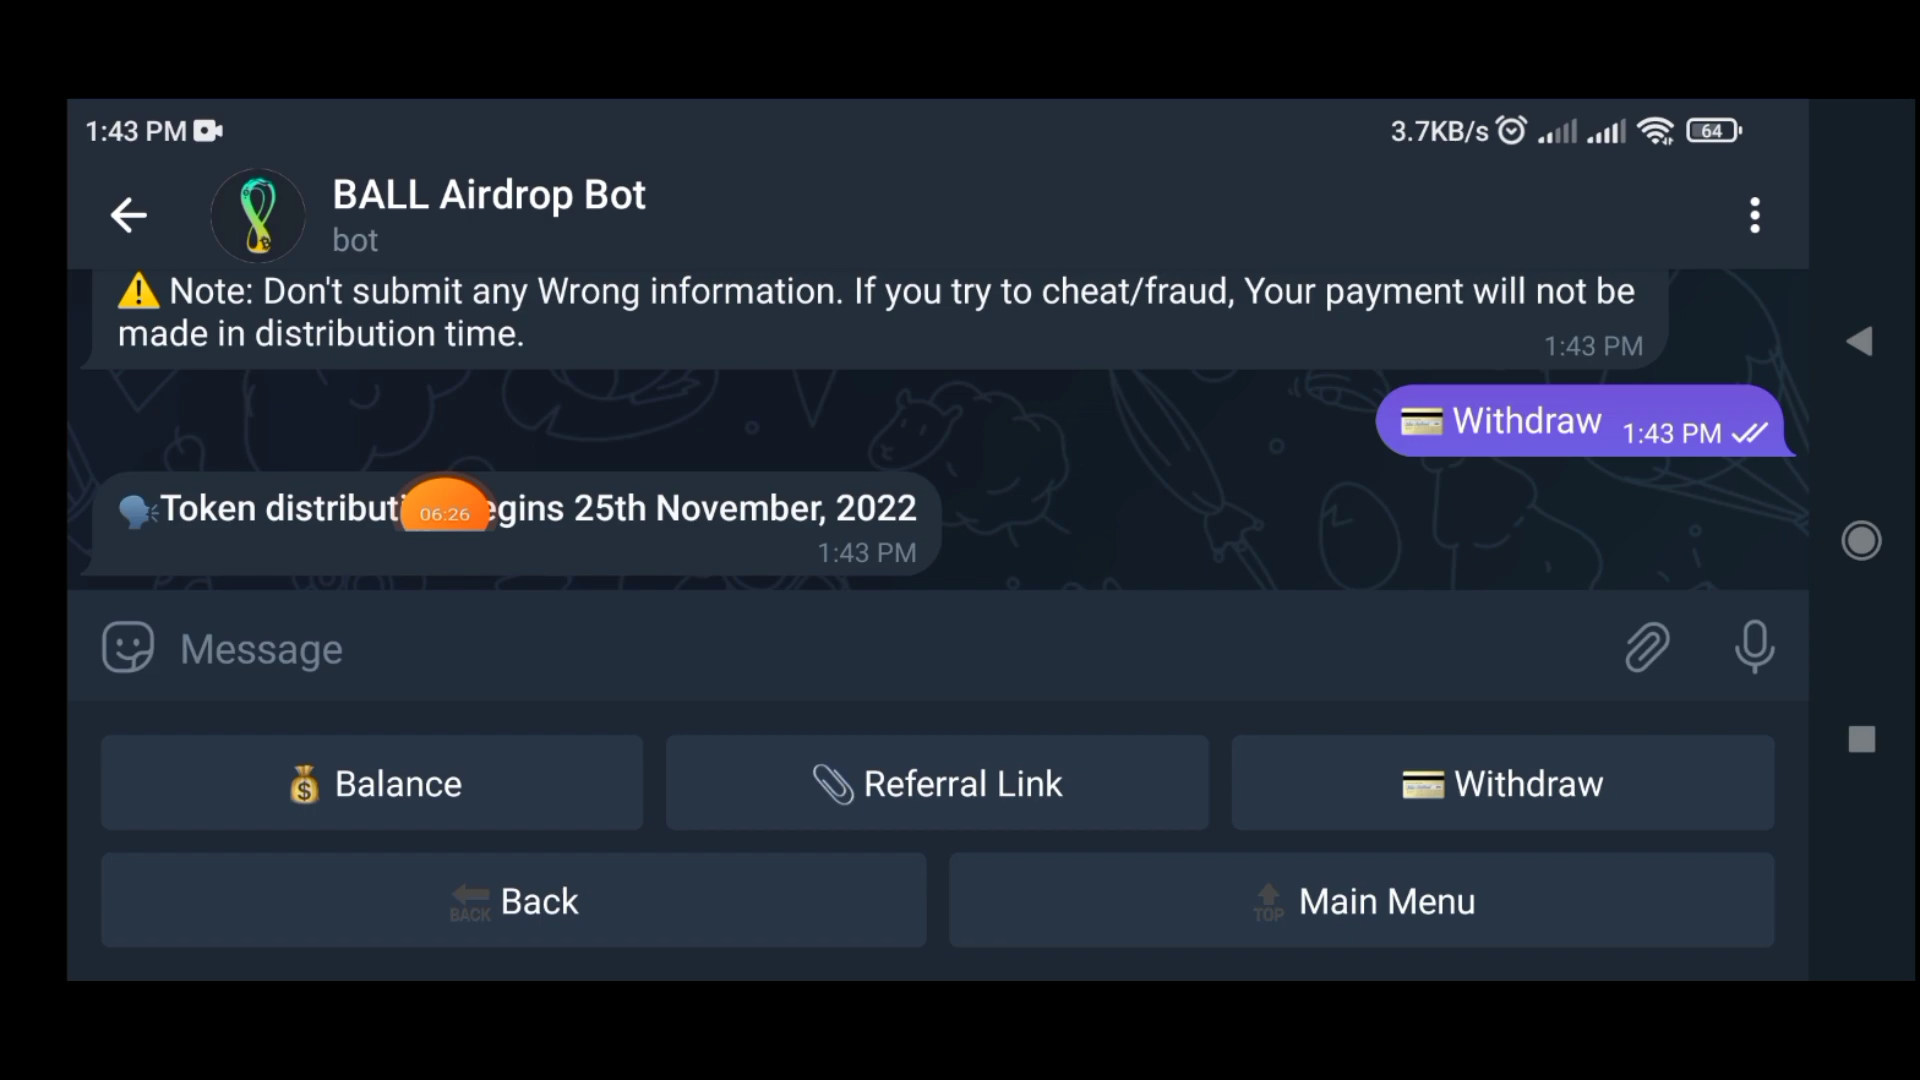 1:43 PM
3.7KB/s
64
BALL Airdrop Bot
bot
Note: Don't submit any Wrong information. If you try to cheat/fraud, Your payment will not be
made in distribution time.
1:43 PM
Withdraw 1:43 PM
Token distributi 06:26 egins 25th November, 2022
1:43 PM
Message
$ Balance
Referral Link
Withdraw
BACK Back
TOP Main Menu